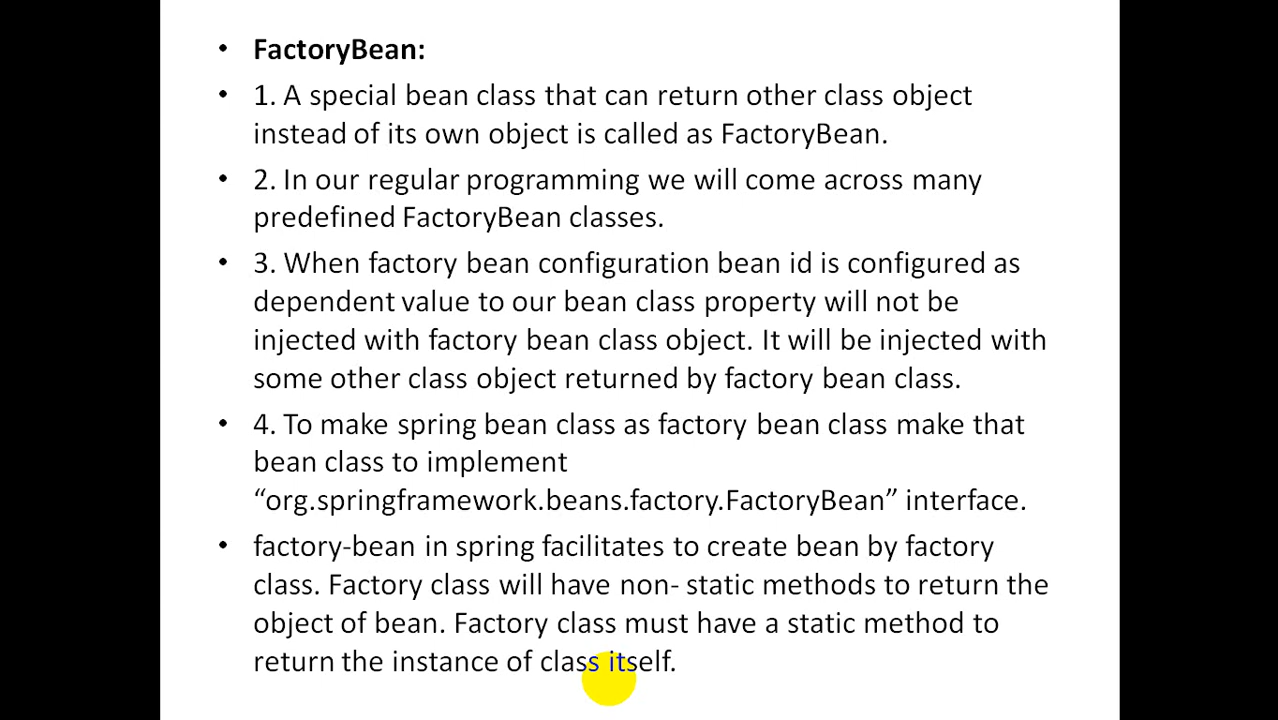 • FactoryBean:
• 1. A special bean class that can return other class object
instead of its own object is called as FactoryBean.
• 2. In our regular programming we will come across many
predefined FactoryBean classes.
• 3. When factory bean configuration bean id is configured as
dependent value to our bean class property will not be
injected with factory bean class object. It will be injected with
some other class object returned by factory bean class.
• 4. To make spring bean class as factory bean class make that
bean class to implement
“org.springframework.beans.factory.FactoryBean” interface.
• factory-bean in spring facilitates to create bean by factory
class. Factory class will have non- static methods to return the
object of bean. Factory class must have a static method to
return the instance of class itself.